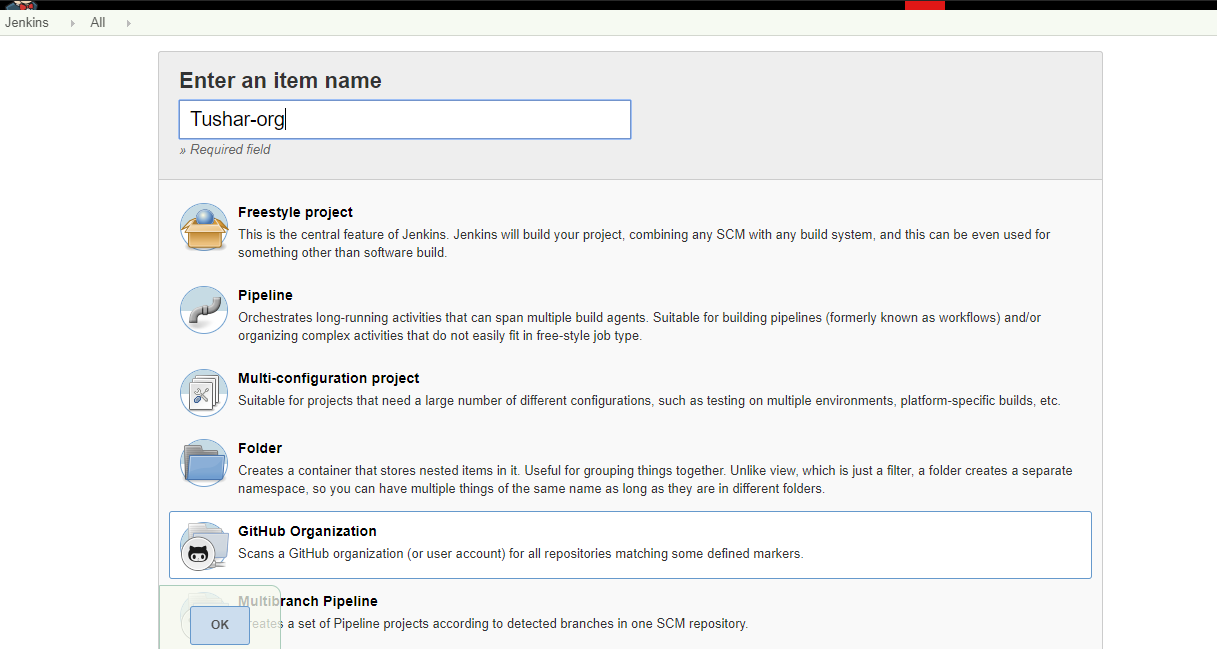 Jenkins All
Enter an item name
Tushar-org
» Required field
Freestyle project
This is the central feature of Jenkins. Jenkins will build your project, combining any SCM with any build system, and this can be even used for
something other than software build.
Pipeline
Orchestrates long-running activities that can span multiple build agents. Suitable for building pipelines (formerly known as workflows) and/or
organizing complex activities that do not easily fit in free-style job type.
Multi-configuration project
Suitable for projects that need a large number of different configurations, such as testing on multiple environments, platform-specific builds, etc.
Folder
Creates a container that stores nested items in it. Useful for grouping things together. Unlike view, which is just a filter, a folder creates a separate
namespace, so you can have multiple things of the same name as long as they are in different folders.
GitHub Organization
Scans a GitHub organization (or user account) for all repositories matching some defined markers.
Multibranch Pipeline
Creates a set of Pipeline projects according to detected branches in one SCM repository.
OK